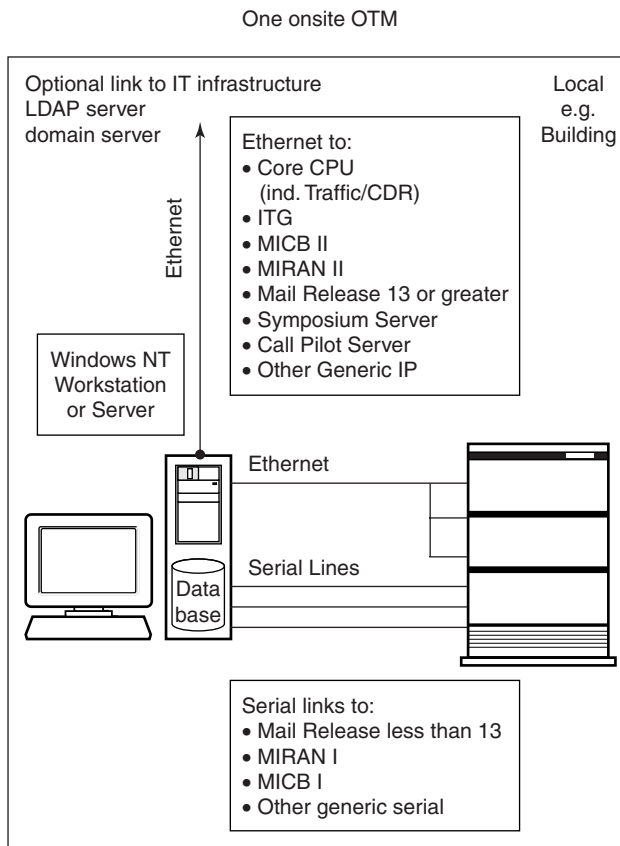 One onsite OTM
Optional link to IT infrastructure
LDAP server
domain server
Local
e.g.
Building
Ethernet to:
• Core CPU
(ind. Traffic/CDR)
• ITG
• MICB II
• MIRAN II
• Mail Release 13 or greater
• Symposium Server
• Call Pilot Server
• Other Generic IP
Ethernet
Windows NT
Workstation
or Server
Ethernet
Serial Lines
Data
base
Serial links to:
• Mail Release less than 13
• MIRAN I
• MICB I
• Other generic serial